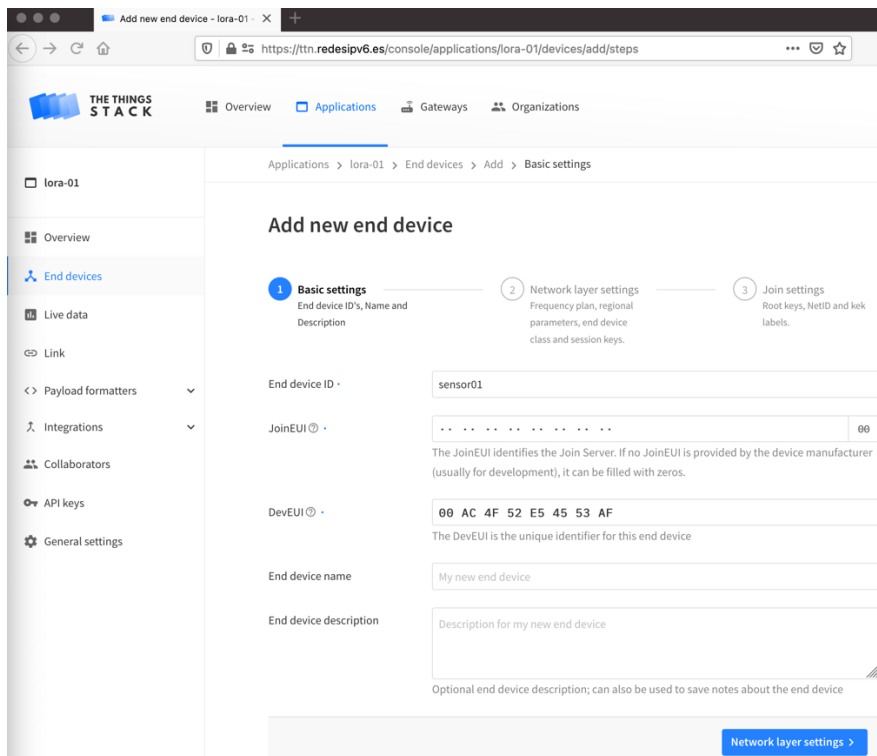 Add new end device - lora-01 -
https://ttn.redesipv6.es/console/applications/lora-01/devices/add/steps
THE THINGS
STACK
Overview
Applications
Gateways
Organizations
lora-01
Overview
End devices
Live data
Link
Payload formatters
Integrations
Collaborators
API keys
General settings
Applications > lora-01 > End devices > Add > Basic settings
Add new end device
1 Basic settings
End device ID's, Name and
Description
2 Network layer settings
Frequency plan, regional
parameters, end device
class and session keys.
3 Join settings
Root keys, NetID and kek
labels.
End device ID
sensor01
JoinEUI
.. .. .. .. .. .. .. ..
00
The JoinEUI identifies the Join Server. If no JoinEUI is provided by the device manufacturer
(usually for development), it can be filled with zeros.
DevEUI
00 AC 4F 52 E5 45 53 AF
The DevEUI is the unique identifier for this end device
End device name
My new end device
End device description
Description for my new end device
Optional end device description; can also be used to save notes about the end device
Network layer settings >